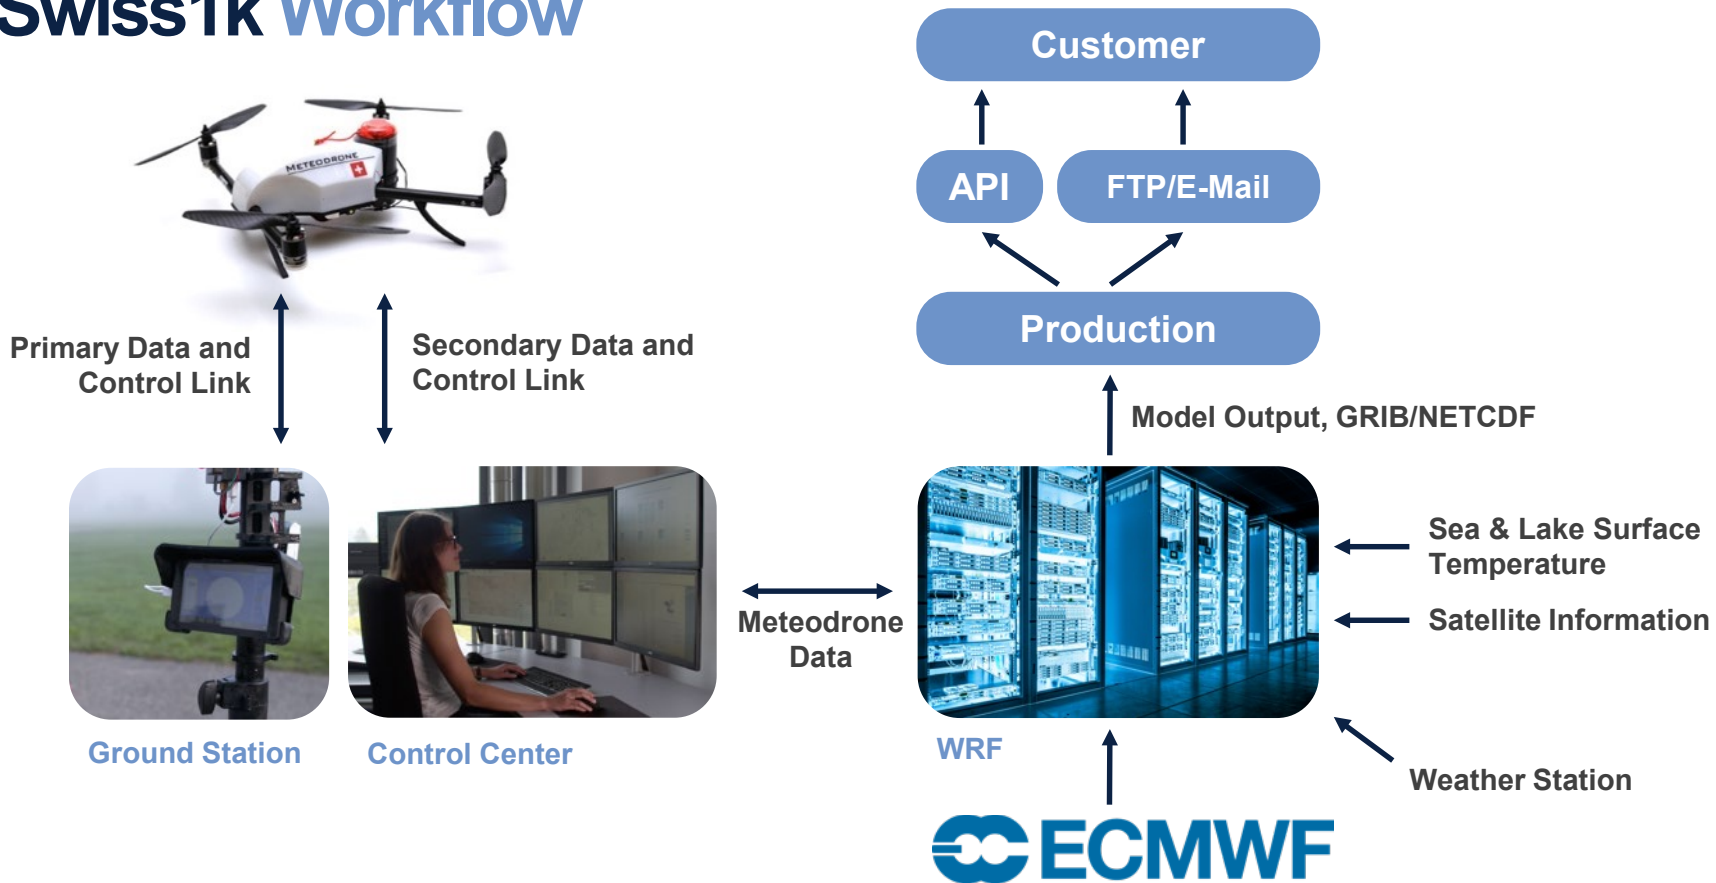 Swiss1k Workflow
METEODRONE
Primary Data and
Control Link
Secondary Data and
Control Link
Ground Station
Control Center
Meteodrone
Data
Customer
API
FTP/E-Mail
Production
Model Output, GRIB/NETCDF
Sea & Lake Surface
Temperature
Satellite Information
Weather Station
WRF
ECMWF